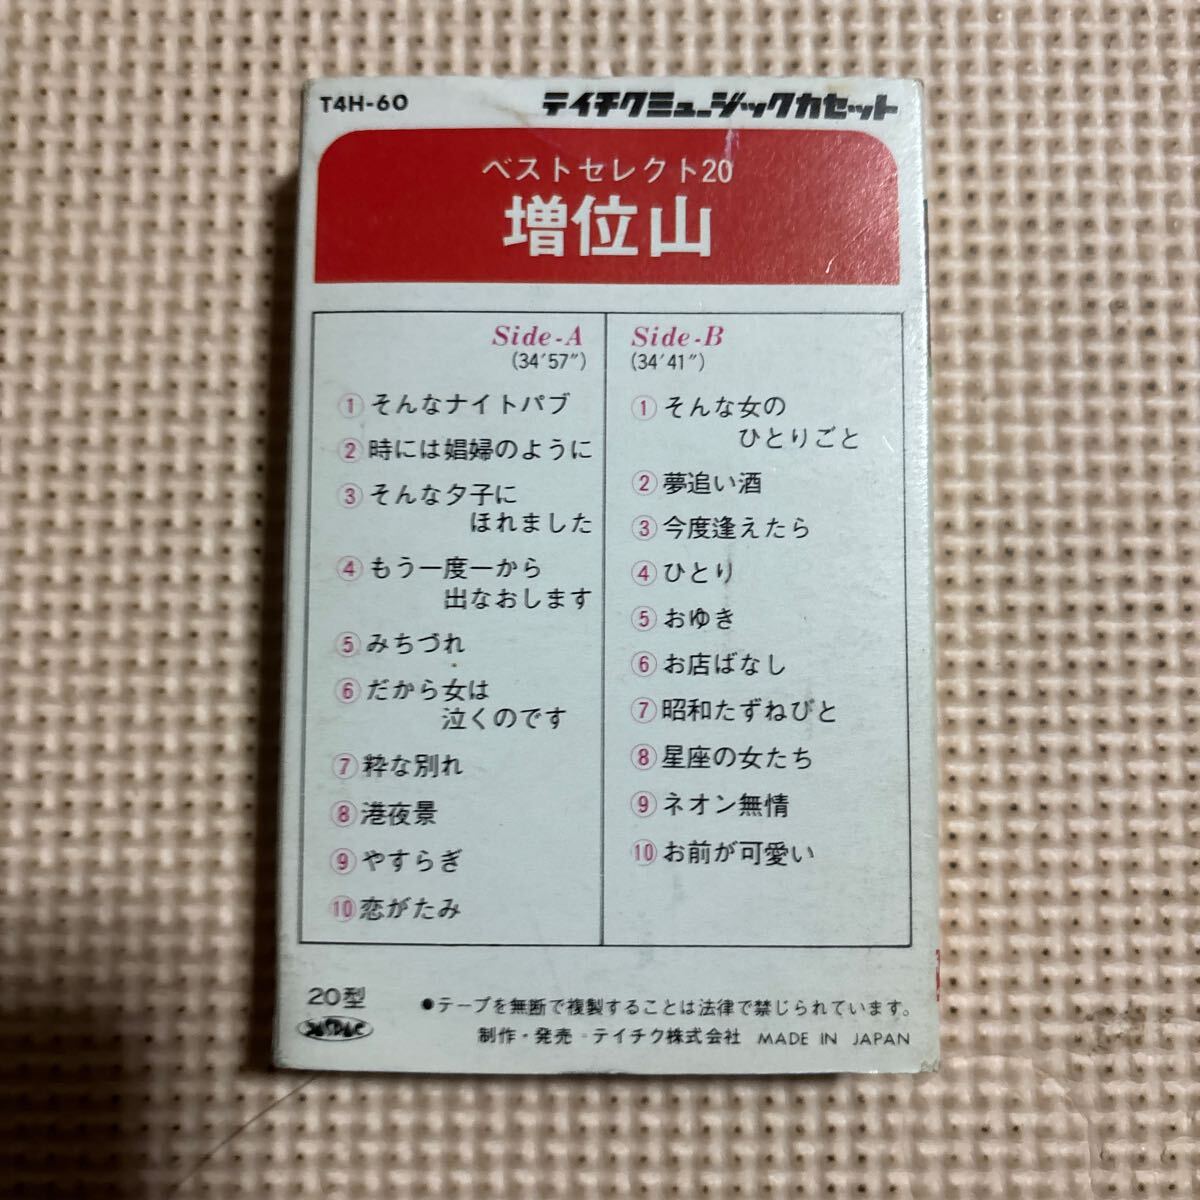 T4H-60 テイチクミュージックカセット
ベストセレクト20
増位山
Side-A
(34′57″)
①そんなナイトパブ
②時には娼婦のように
③そんな夕子に
ほれました
④もう一度一から
出なおします
⑤みちづれ
⑥だから女は
泣くのです
⑦粋な別れ
⑧港夜景
⑨やすらぎ
⑩恋がたみ
Side-B
(34′41″)
①そんな女の
ひとりごと
②夢追い酒
③今度逢えたら
④ひとり
⑤おゆき
⑥お店ばなし
⑦昭和たずねびと
⑧星座の女たち
⑨ネオン無情
⑩お前が可愛い
20型
●テープを無断で複製することは法律で禁じられています。
制作・発売-テイチク株式会社 MADE IN JAPAN